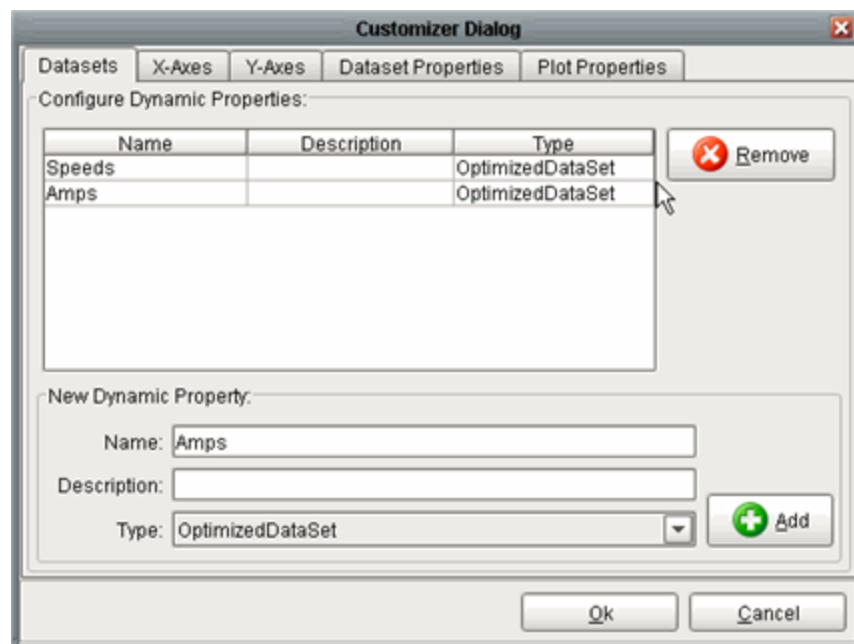 Customizer Dialog
Datasets X-Axes Y-Axes Dataset Properties Plot Properties
Configure Dynamic Properties:
Name Description Type
Speeds OptimizedDataSet
Amps OptimizedDataSet
Remove
New Dynamic Property:
Name: Amps
Description:
Type: OptimizedDataSet
Add
Ok Cancel